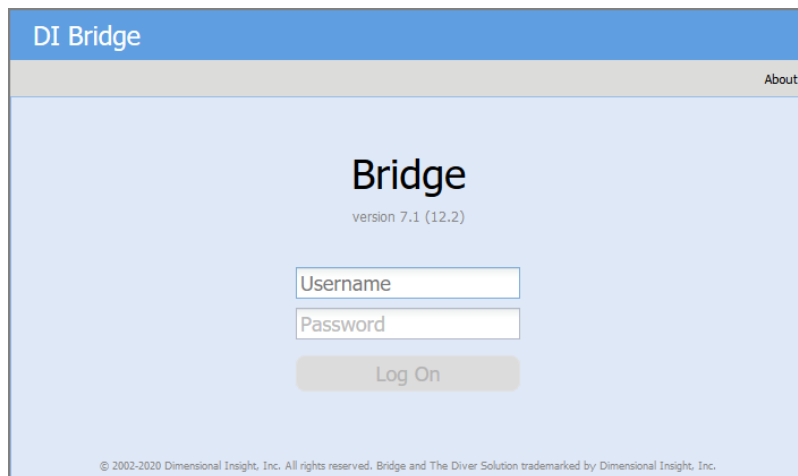 DI Bridge
About
Bridge
version 7.1 (12.2)
Username
Password
Log On
© 2002-2020 Dimensional Insight, Inc. All rights reserved. Bridge and The Diver Solution trademarked by Dimensional Insight, Inc.